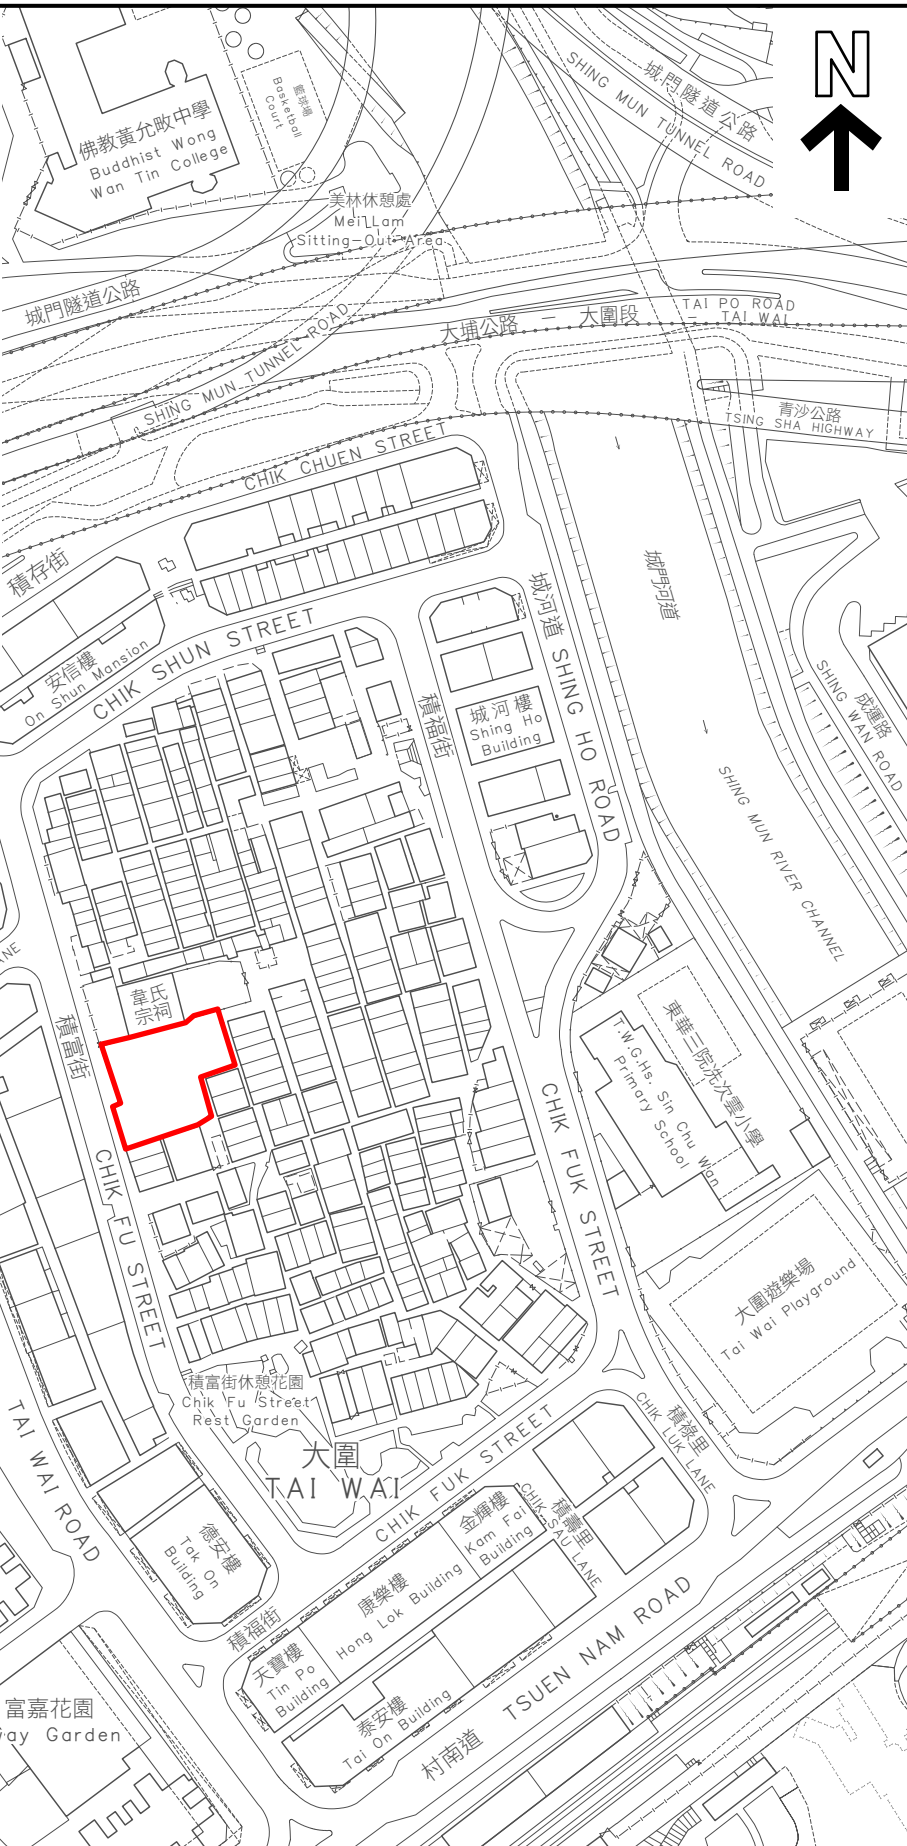 N
佛教黃允畋中學
Buddhist Wong
Wan Tin College
籃球場
Basketball
Court
城門隧道公路
SHING MUN TUNNEL ROAD
美林休憩處
Mei Lam
Sitting-Out Area
城門隧道公路
SHING MUN TUNNEL ROAD
大埔公路 - 大圍段
TAI PO ROAD
- TAI WAI
青沙公路
TSING SHA HIGHWAY
CHIK CHUEN STREET
積存街
安信樓
On Shun Mansion
CHIK SHUN STREET
城河道 SHING HO ROAD
城門河道
SHING MUN RIVER CHANNEL
積福街
城河樓
Shing Ho
Building
成運路
SHING WAN ROAD
ANE
韋氏
宗祠
積富街
CHIK FU STREET
東華三院冼次雲小學
T.W.G.Hs. Sin Chu Wan
Primary School
CHIK FUK STREET
大圍遊樂場
Tai Wai Playground
積富街休憩花園
Chik Fu Street
Rest Garden
大圍
TAI WAI
TAI WAI ROAD
CHIK FUK STREET
積祿里
CHIK LUK LANE
德安樓
Tak On
Building
金輝樓
Kam Fai
Building
積壽里
CHIK SAU LANE
康樂樓
Hong Lok Building
積福街
天寶樓
Tin Po
Building
泰安樓
Tai On Building
村南道
TSUEN NAM ROAD
富嘉花園
way Garden